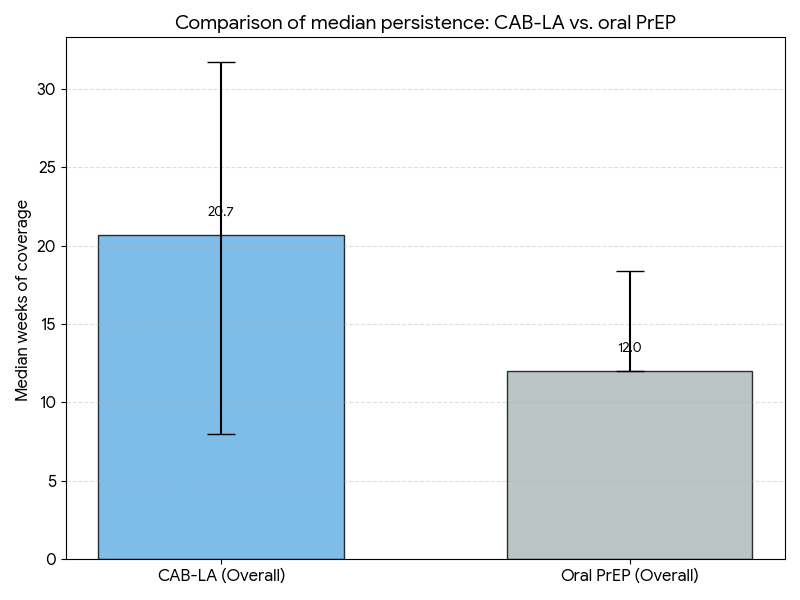 Comparison of median persistence: CAB-LA vs. oral PrEP
Median weeks of coverage
30
25
20
15
10
5
0
20.7
12.0
CAB-LA (Overall)
Oral PrEP (Overall)